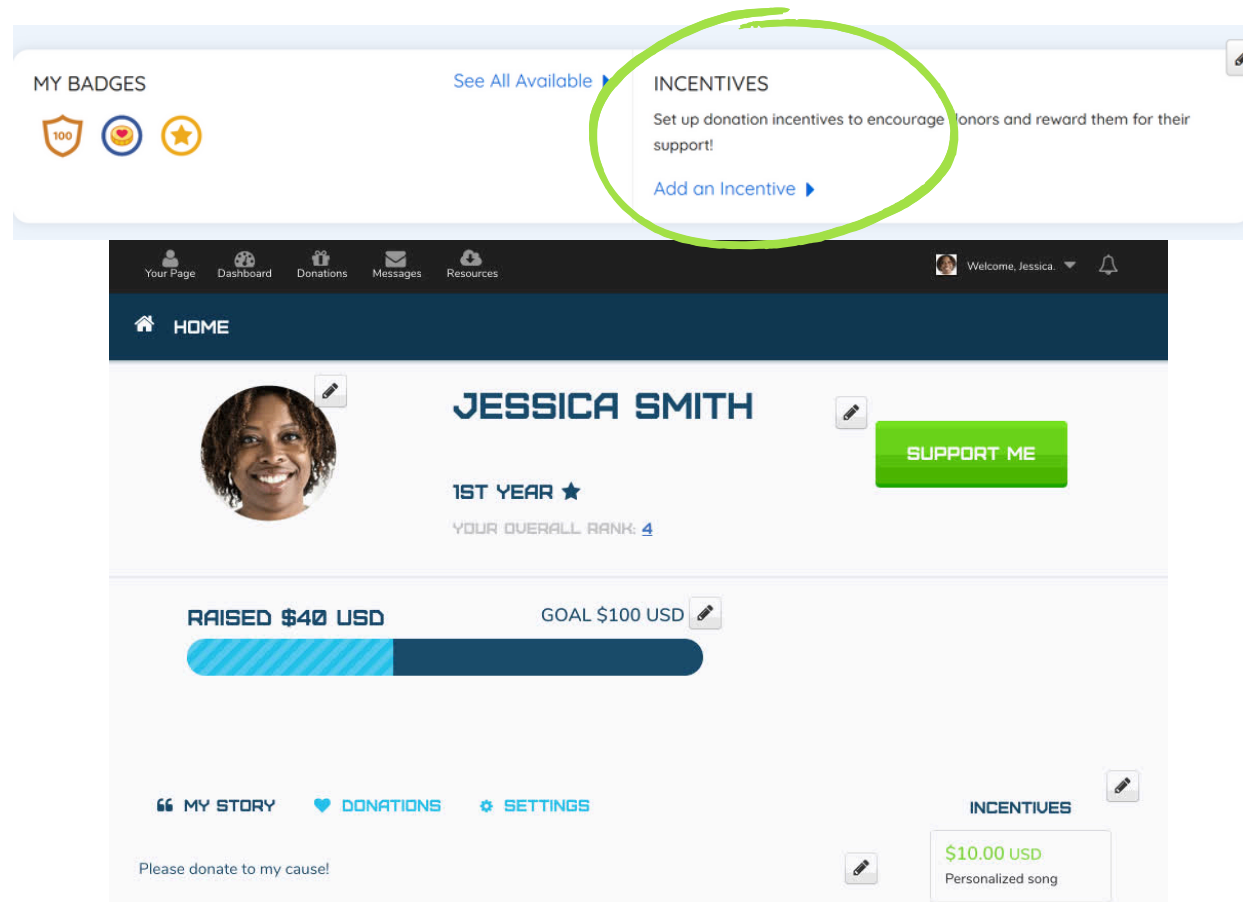 MY BADGES
See All Available
100
INCENTIVES
Set up donation incentives to encourage donors and reward them for their
support!
Add an Incentive
Your Page Dashboard Donations Messages Resources
Welcome, Jessica.
HOME
JESSICA SMITH
SUPPORT ME
1ST YEAR
YOUR OVERALL RANK: 4
RAISED $40 USD
GOAL $100 USD
MY STORY DONATIONS SETTINGS
INCENTIVES
Please donate to my cause!
$10.00 USD
Personalized song